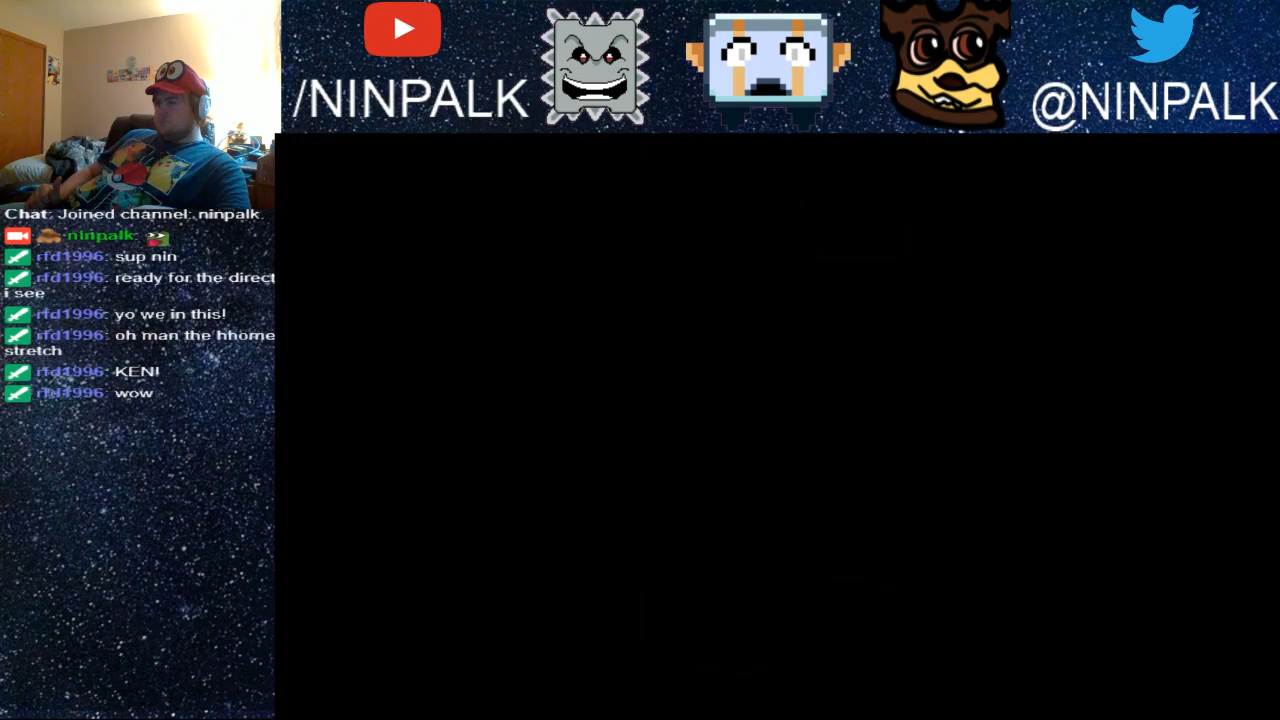 /NINPALK
@NINPALK
Chat: Joined channel: ninpalk.
ninpalk:
rfd1996: sup nin
rfd1996: ready for the direct
i see
rfd1996: yo we in this!
rfd1996: oh man the hhome
stretch
rfd1996: KEN!
rfd1996: wow